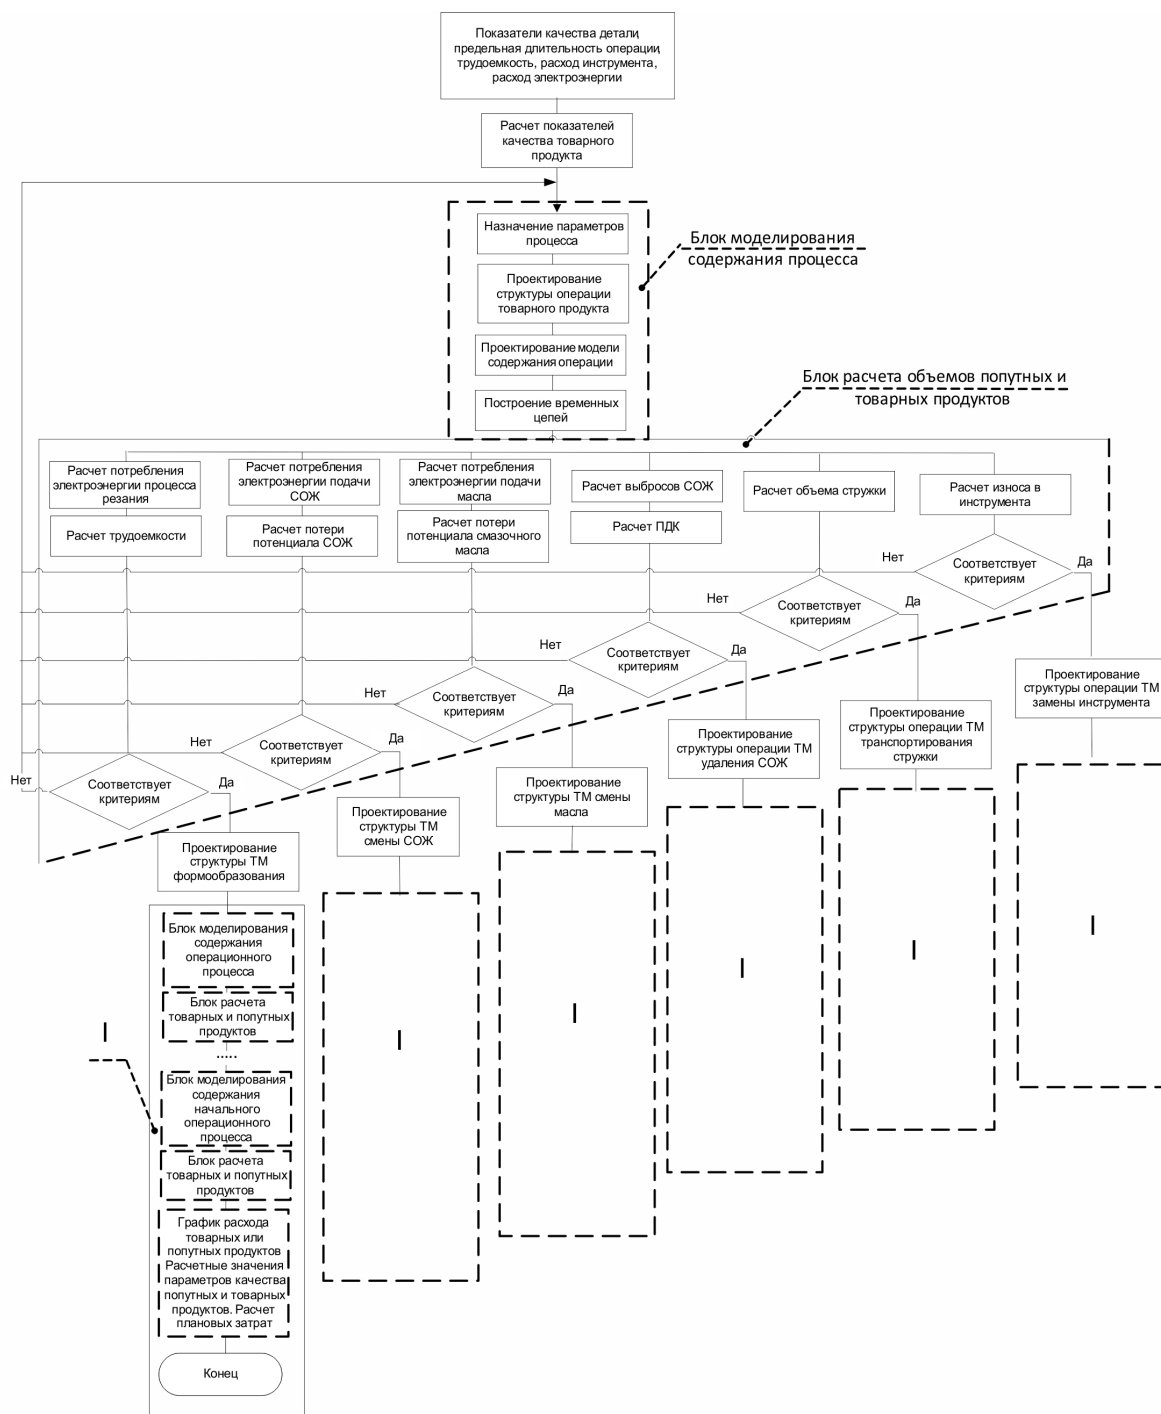 Показатели качества детали,
предельная длительность операции,
трудоемкость, расход инструмента,
расход электроэнергии
Расчет показателей
качества товарного
продукта
Назначение параметров
процесса
Проектирование
структуры операции
товарного продукта
Проектирование модели
содержания операции
Построение временных
цепей
Блок моделирования
содержания процесса
Блок расчета объемов попутных и
товарных продуктов
Расчет потребления
электроэнергии процесса
резания
Расчет трудоемкости
Расчет потребления
электроэнергии подачи
СОЖ
Расчет потери
потенциала СОЖ
Расчет потребления
электроэнергии подачи
масла
Расчет потери
потенциала смазочного
масла
Расчет выбросов СОЖ
Расчет ПДК
Расчет объема стружки
Расчет износа в
инструмента
Нет
Соответствует
критериям
Да
Нет
Соответствует
критериям
Да
Нет
Соответствует
критериям
Да
Нет
Соответствует
критериям
Да
Нет
Соответствует
критериям
Да
Нет
Соответствует
критериям
Да
Проектирование
структуры операции ТМ
замены инструмента
Проектирование
структуры операции ТМ
транспортирования
стружки
Проектирование
структуры операции ТМ
удаления СОЖ
Проектирование
структуры ТМ смены
масла
Проектирование
структуры ТМ
смены СОЖ
Проектирование
структуры ТМ
формообразования
Блок моделирования
содержания
операционного
процесса
Блок расчета
товарных и попутных
продуктов
.....
Блок моделирования
содержания
начального
операционного
процесса
Блок расчета
товарных и попутных
продуктов
График расхода
товарных или
попутных продуктов
Расчетные значения
параметров качества
попутных и товарных
продуктов. Расчет
плановых затрат
Конец
I
I
I
I
I
I